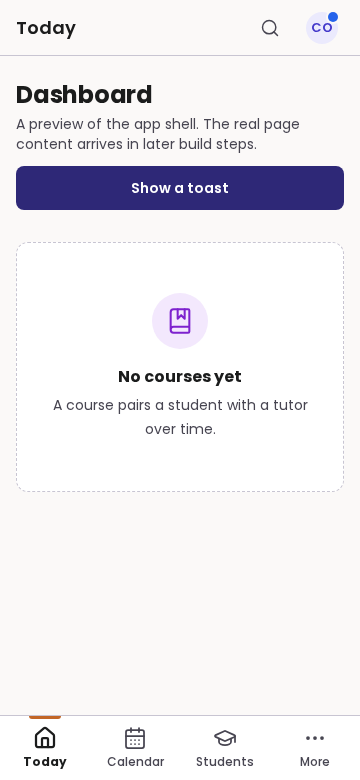 Today
CO
Dashboard
A preview of the app shell. The real page
content arrives in later build steps.
Show a toast
No courses yet
A course pairs a student with a tutor
over time.
Today
Calendar
Students
More